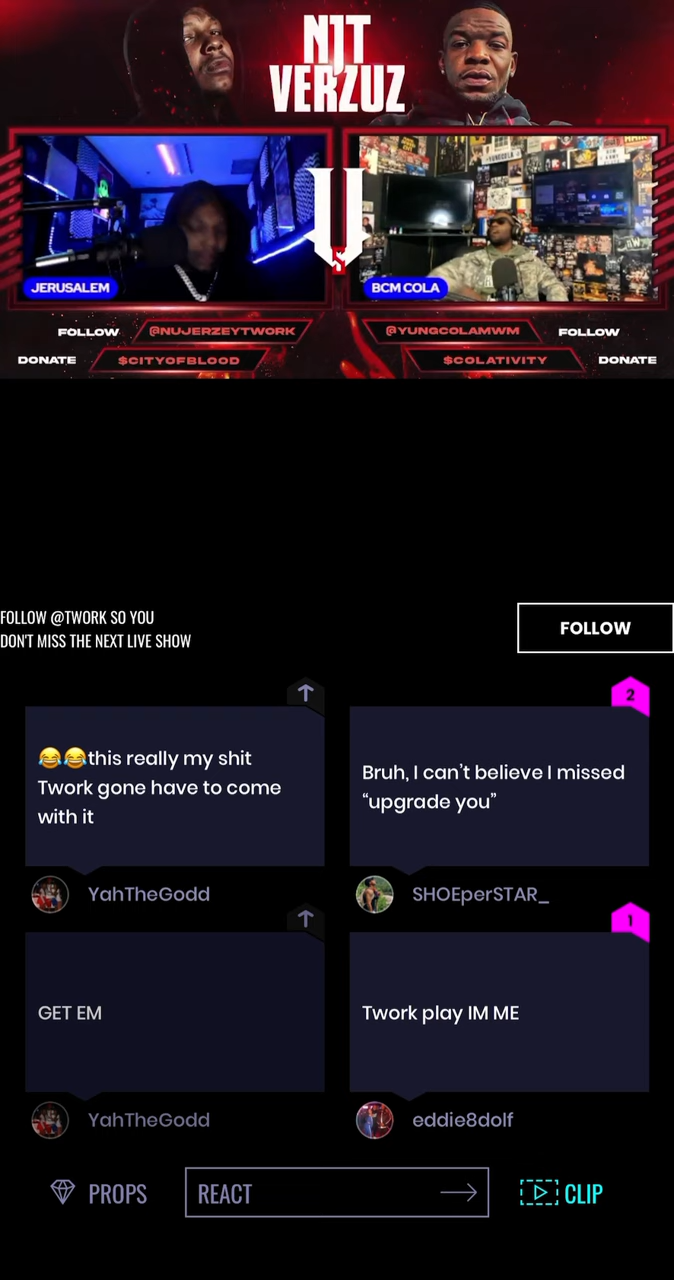 NJT
VERZUZ
VS
JERUSALEM
BCM COLA
FOLLOW
@NUJERZEYTWORK
@YUNGCOLAMWM
FOLLOW
DONATE
$CITYOFBLOOD
$COLATIVITY
DONATE
FOLLOW @TWORK SO YOU
DON'T MISS THE NEXT LIVE SHOW
FOLLOW
2
😂😂this really my shit
Twork gone have to come
with it
YahTheGodd
Bruh, I can’t believe I missed
“upgrade you”
SHOEperSTAR_
1
GET EM
YahTheGodd
Twork play IM ME
eddie8dolf
PROPS
REACT
CLIP